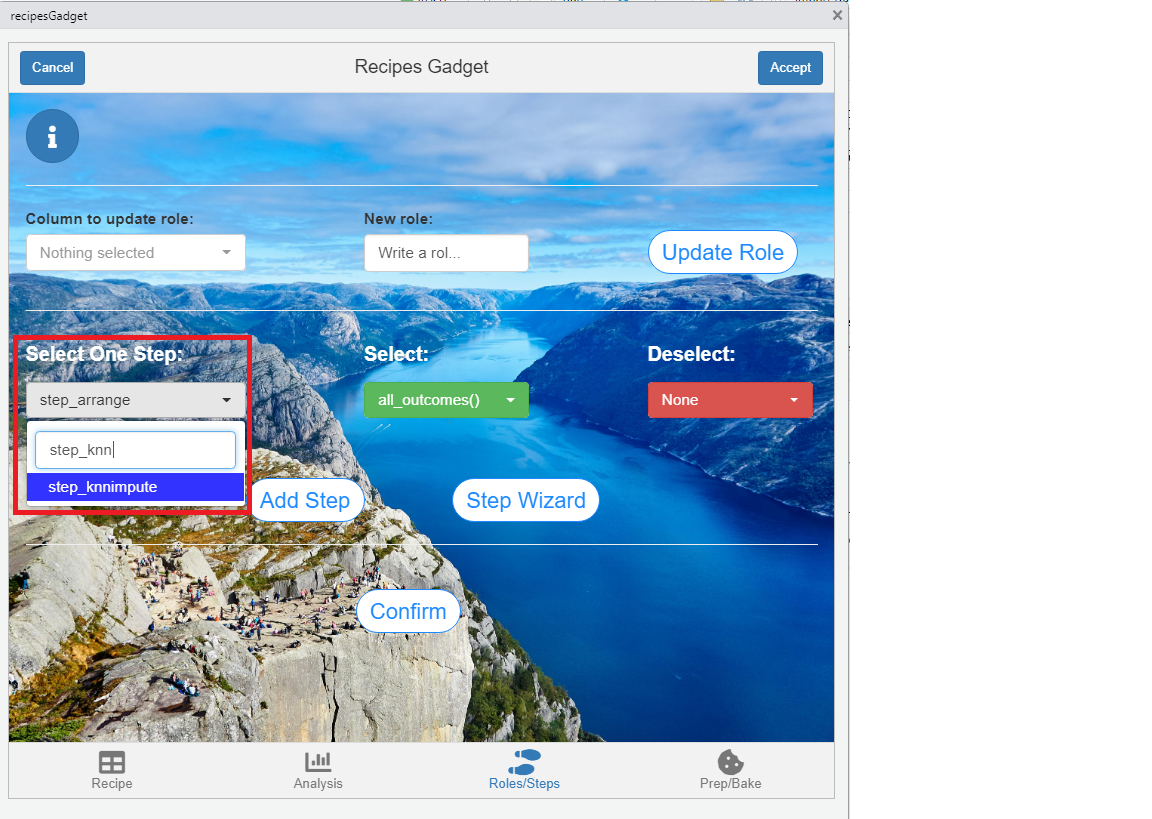 recipesGadget
Cancel
Recipes Gadget
Accept
Column to update role:
New role:
Nothing selected
Write a rol...
Update Role
Select One Step:
Select:
Deselect:
step_arrange
all_outcomes()
None
step_knn
step_knnimpute
Add Step
Step Wizard
Confirm
Recipe
Analysis
Roles/Steps
Prep/Bake